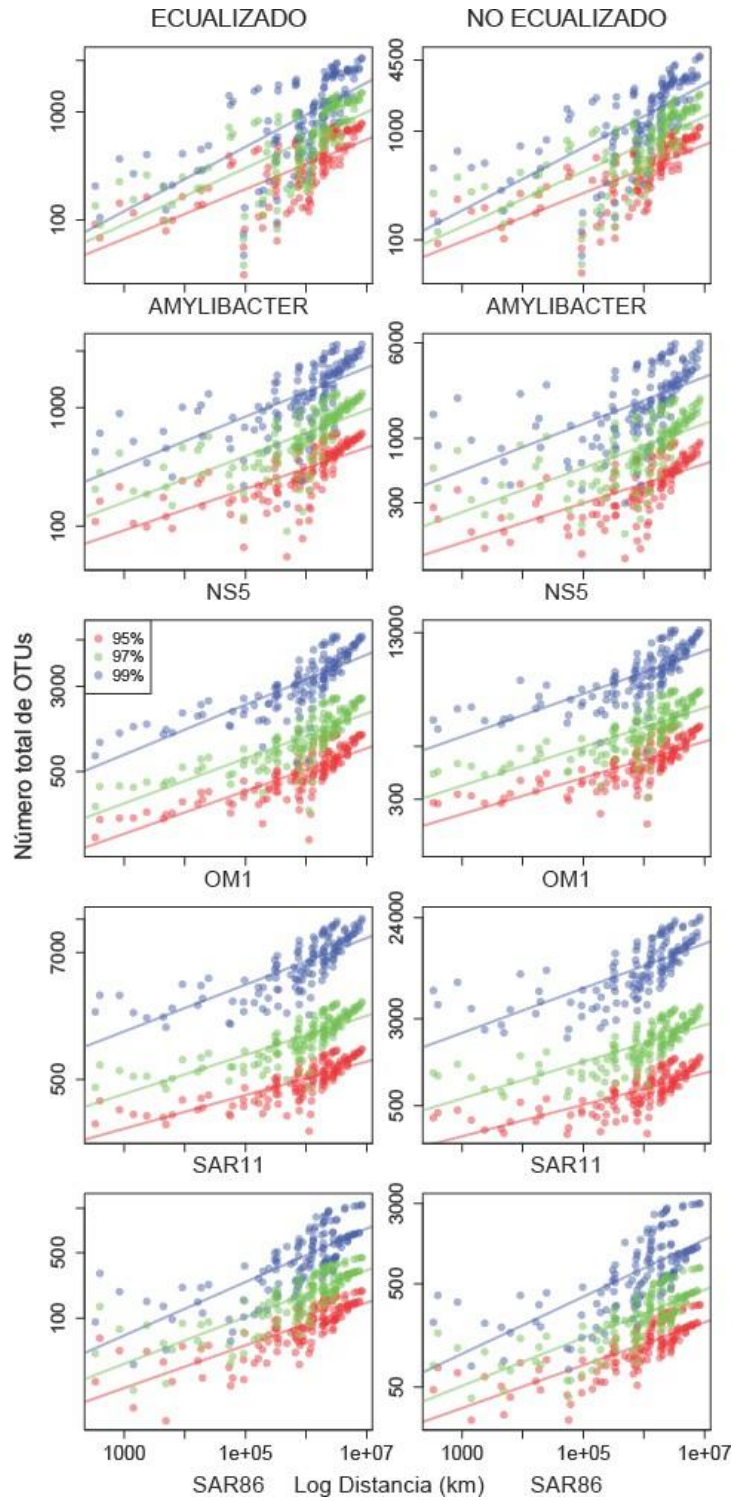 ECUALIZADO
NO ECUALIZADO
1000
100
4500
1000
100
AMYLIBACTER
AMYLIBACTER
1000
100
6000
1000
300
NS5
NS5
95%
97%
99%
3000
500
13000
300
Número total de OTUs
OM1
OM1
7000
500
24000
3000
500
SAR11
SAR11
500
100
3000
500
50
1000 1e+05 1e+07
1000 1e+05 1e+07
SAR86 Log Distancia (km) SAR86